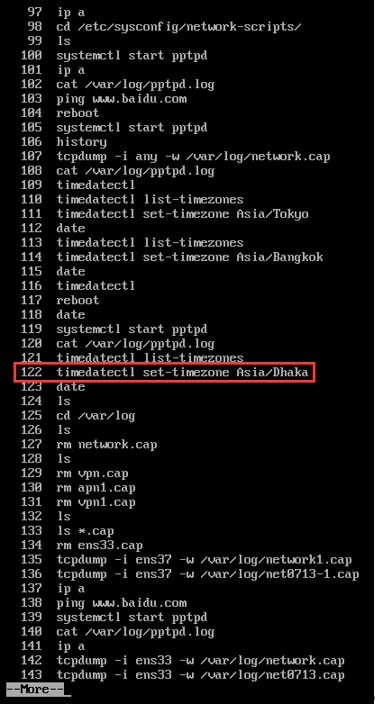 97 ip a
98 cd /etc/sysconfig/network-scripts/
99 ls
100 systemctl start pptpd
101 ip a
102 cat /var/log/pptpd.log
103 ping www.baidu.com
104 reboot
105 systemctl start pptpd
106 history
107 tcpdump -i any -w /var/log/network.cap
108 cat /var/log/pptpd.log
109 timedatectl
110 timedatectl list-timezones
111 timedatectl set-timezone Asia/Tokyo
112 date
113 timedatectl list-timezones
114 timedatectl set-timezone Asia/Bangkok
115 date
116 timedatectl
117 reboot
118 date
119 systemctl start pptpd
120 cat /var/log/pptpd.log
121 timedatectl list-timezones
122 timedatectl set-timezone Asia/Dhaka
123 date
124 ls
125 cd /var/log
126 ls
127 rm network.cap
128 ls
129 rm vpn.cap
130 rm apn1.cap
131 rm vpn1.cap
132 ls
133 ls *.cap
134 rm ens33.cap
135 tcpdump -i ens37 -w /var/log/network1.cap
136 tcpdump -i ens37 -w /var/log/net0713-1.cap
137 ip a
138 ping www.baidu.com
139 systemctl start pptpd
140 cat /var/log/pptpd.log
141 ip a
142 tcpdump -i ens33 -w /var/log/network.cap
143 tcpdump -i ens33 -w /var/log/net0713.cap
--More--